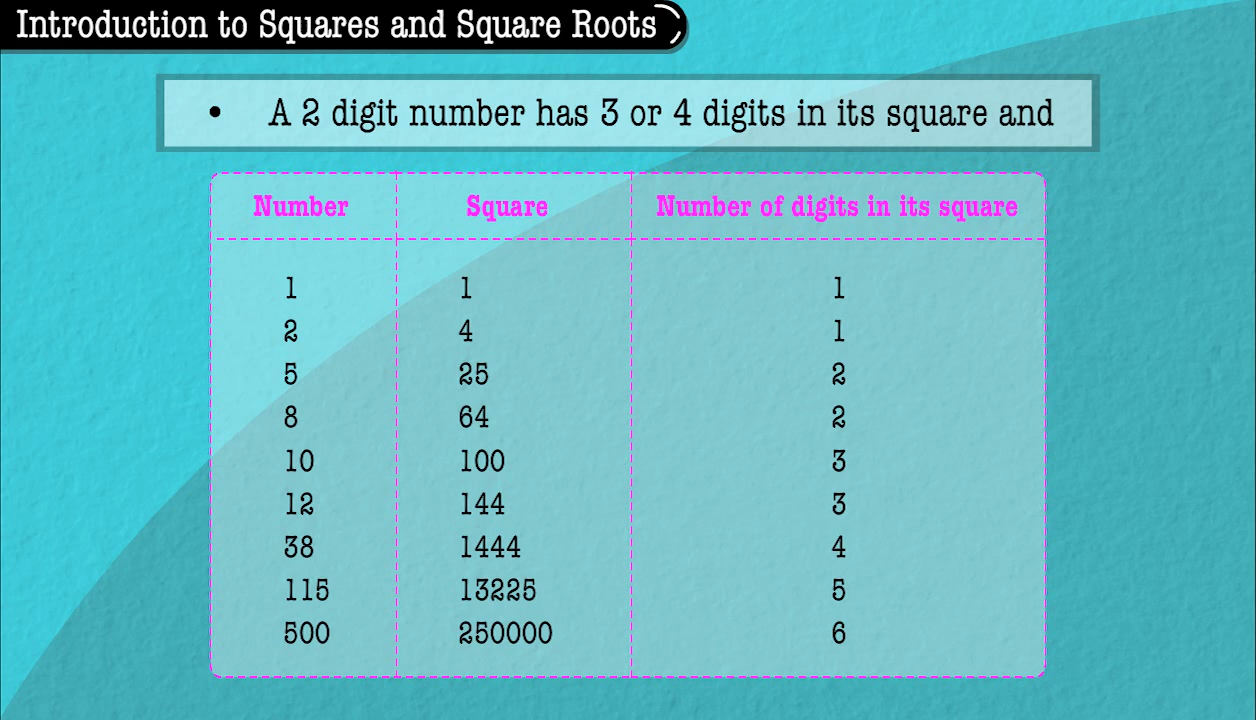 Introduction to Squares and Square Roots
• A 2 digit number has 3 or 4 digits in its square and
Number Square Number of digits in its square
1 1 1
2 4 1
5 25 2
8 64 2
10 100 3
12 144 3
38 1444 4
115 13225 5
500 250000 6